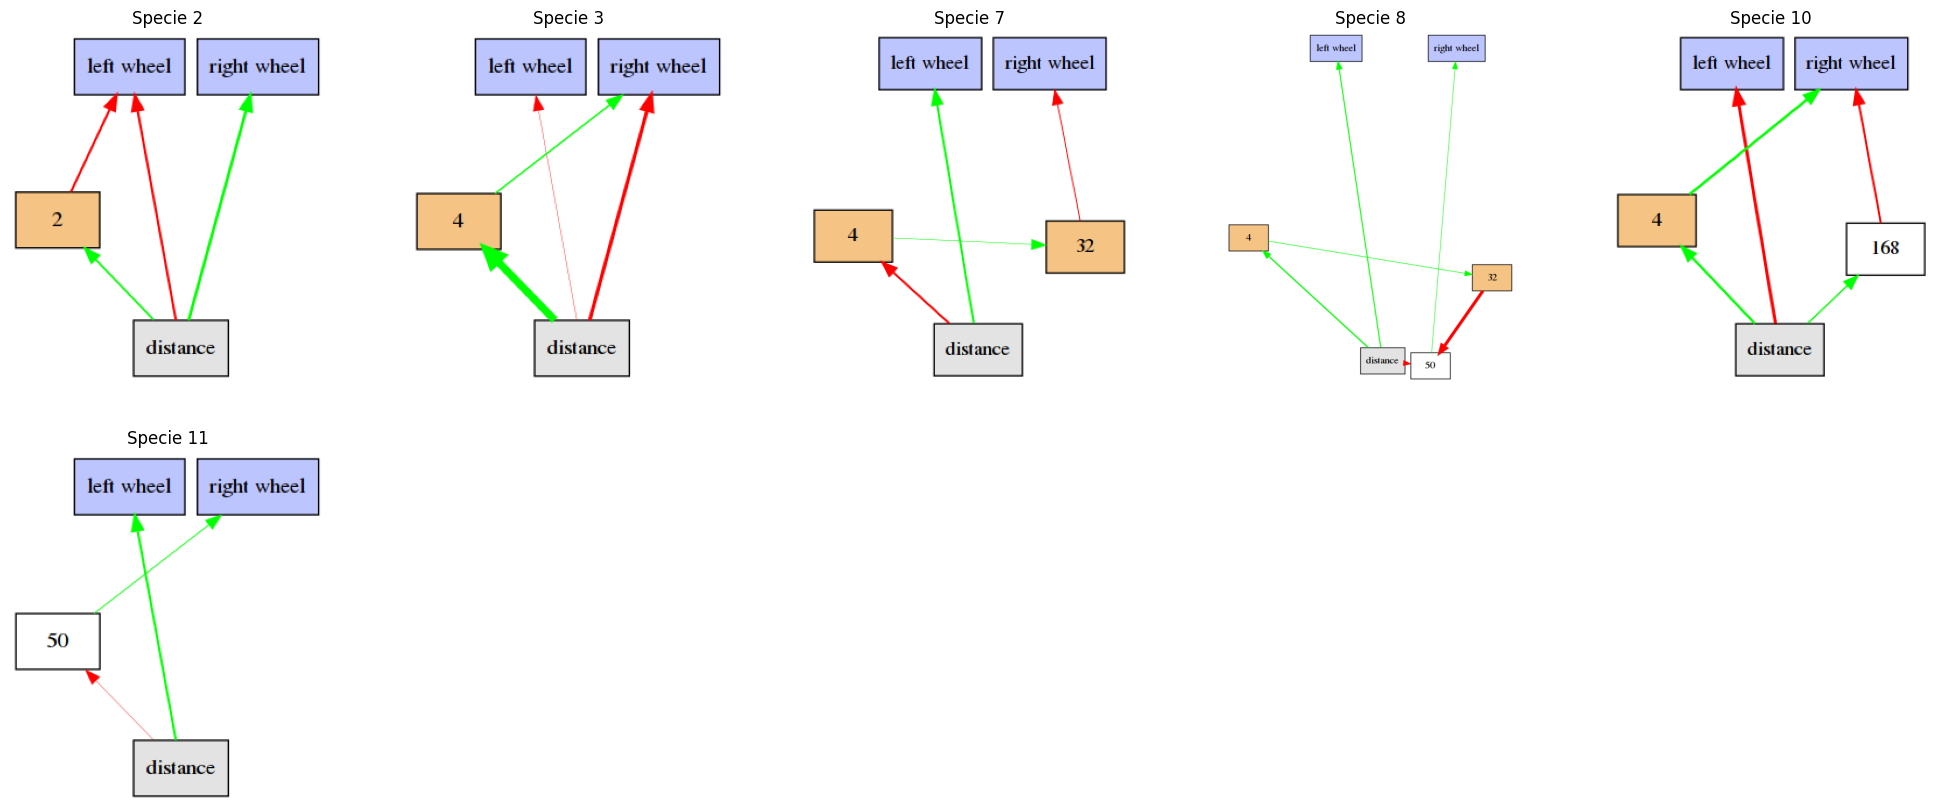 Specie 2
left wheel
right wheel
2
distance
Specie 3
left wheel
right wheel
4
distance
Specie 7
left wheel
right wheel
4
32
distance
Specie 8
left wheel
right wheel
4
32
distance
50
Specie 10
left wheel
right wheel
4
168
distance
Specie 11
left wheel
right wheel
50
distance